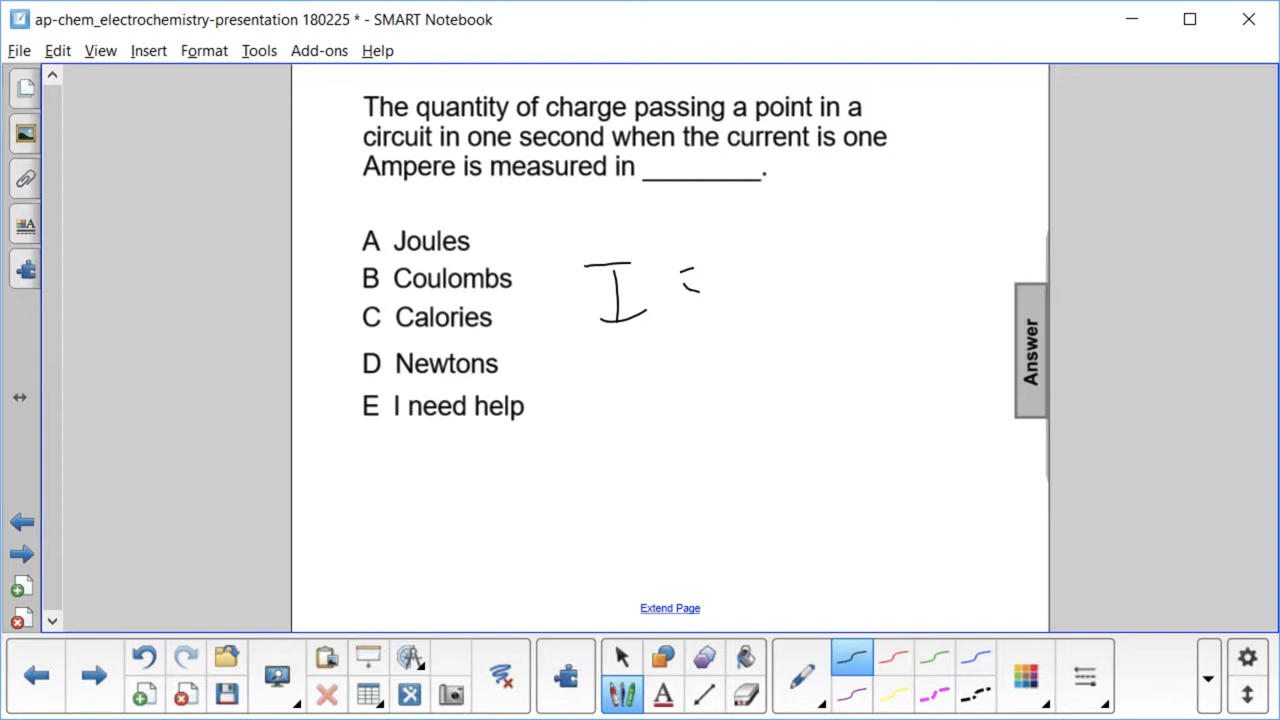 ap-chem_electrochemistry-presentation 180225 * - SMART Notebook
File Edit View Insert Format Tools Add-ons Help
The quantity of charge passing a point in a
circuit in one second when the current is one
Ampere is measured in ________.
A Joules
B Coulombs
C Calories
D Newtons
E I need help
I =
Answer
Extend Page